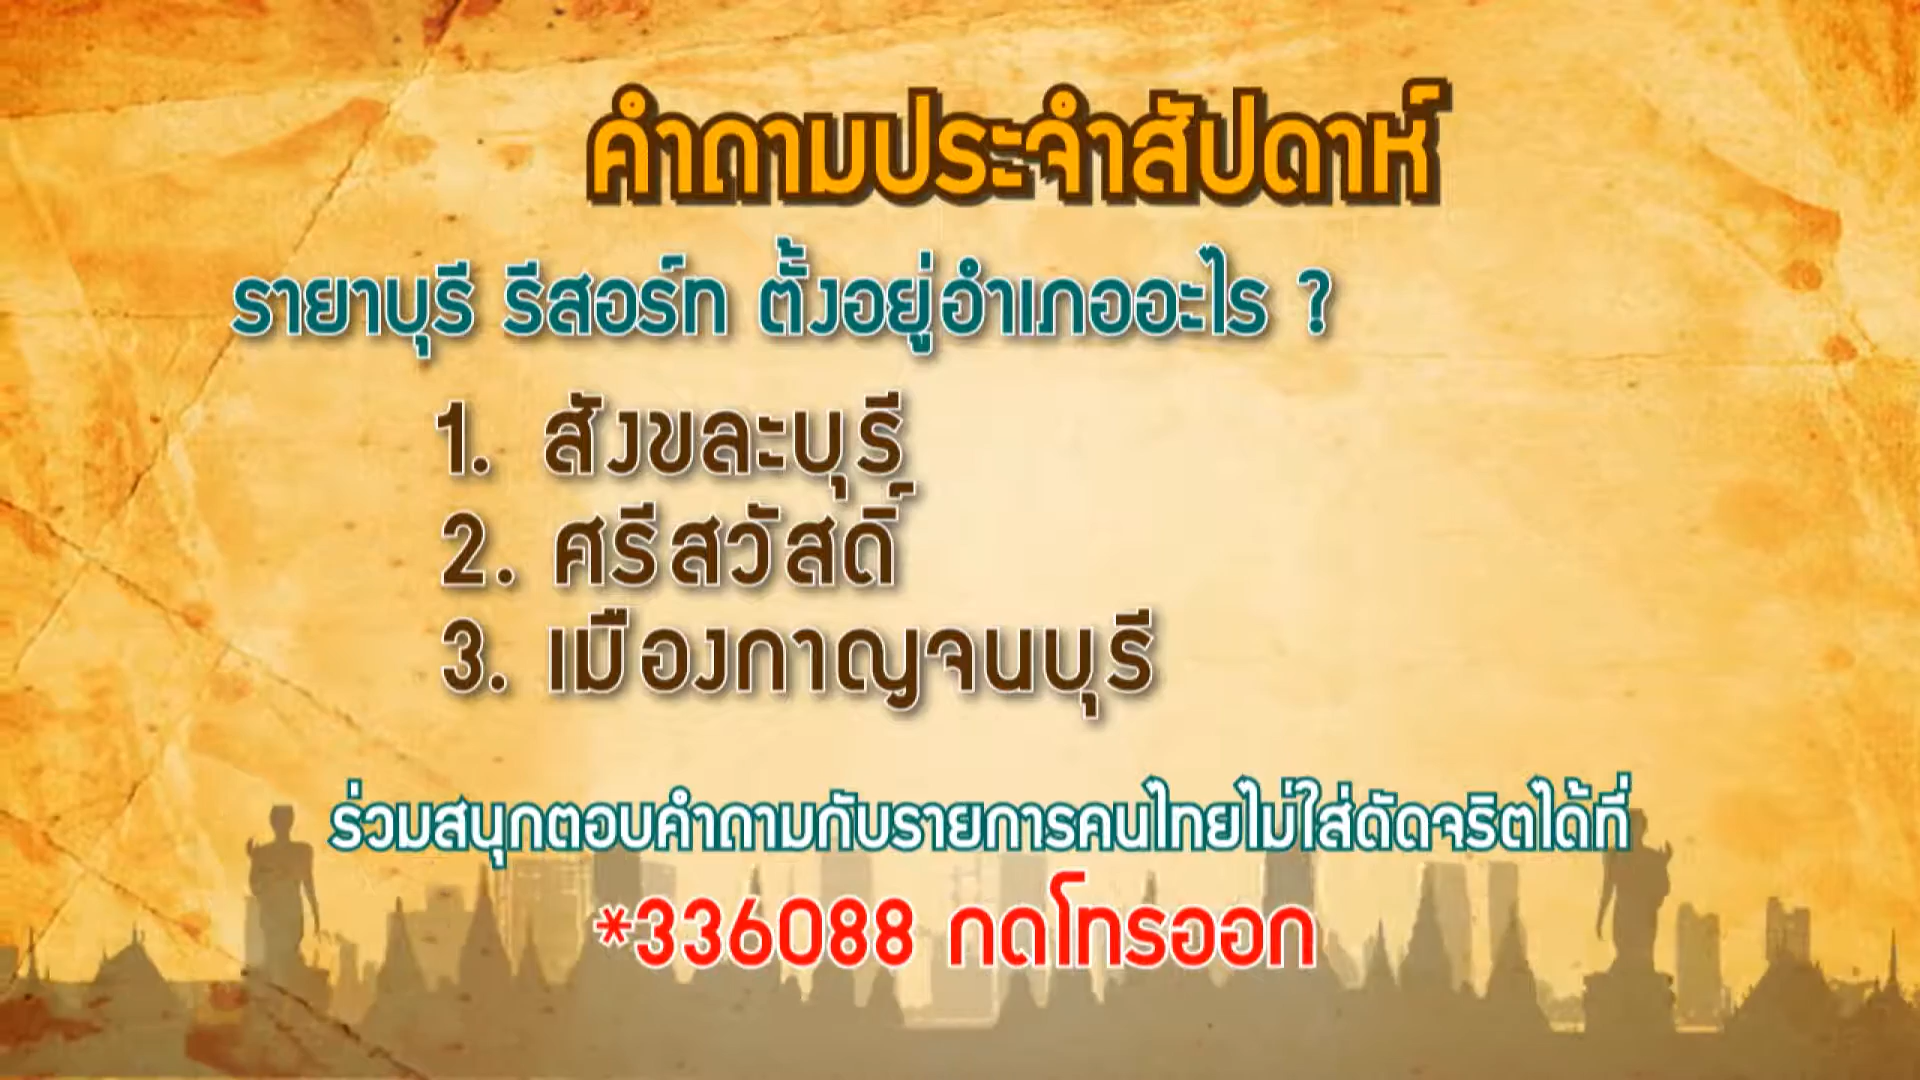 คำถามประจำสัปดาห์
รายาบุรี รีสอร์ท ตั้งอยู่อำเภออะไร ?
1. สังขละบุรี
2. ศรีสวัสดิ์
3. เมืองกาญจนบุรี
ร่วมสนุกตอบคำถามกับรายการคนไทยไม่ใส่ดัดจริตได้ที่
*336088 กดโทรออก